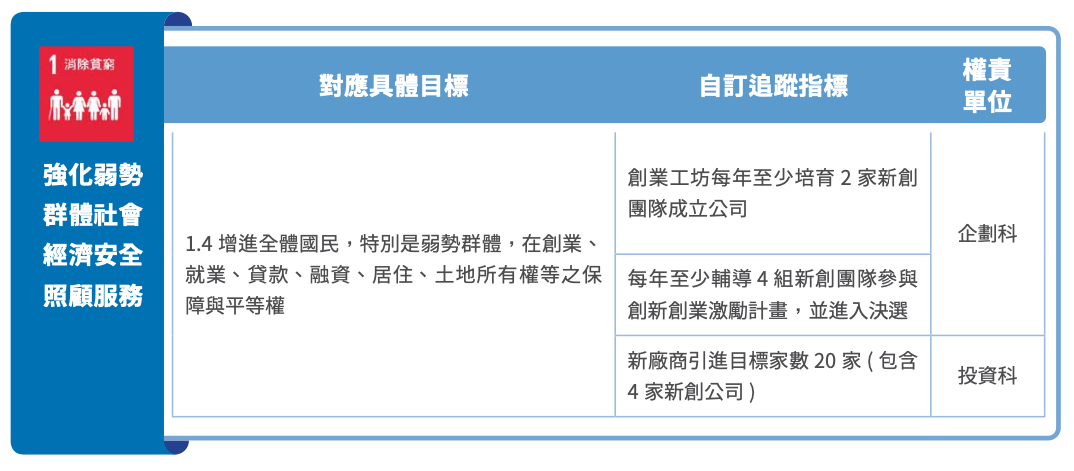 1 消除貧窮
強化弱勢
群體社會
經濟安全
照顧服務
對應具體目標
自訂追蹤指標
權責
單位
1.4 增進全體國民，特別是弱勢群體，在創業、
就業、貸款、融資、居住、土地所有權等之保
障與平等權
創業工坊每年至少培育 2 家新創
團隊成立公司
每年至少輔導 4 組新創團隊參與
創新創業激勵計畫，並進入決選
企劃科
新廠商引進目標家數 20 家 ( 包含
4 家新創公司 )
投資科